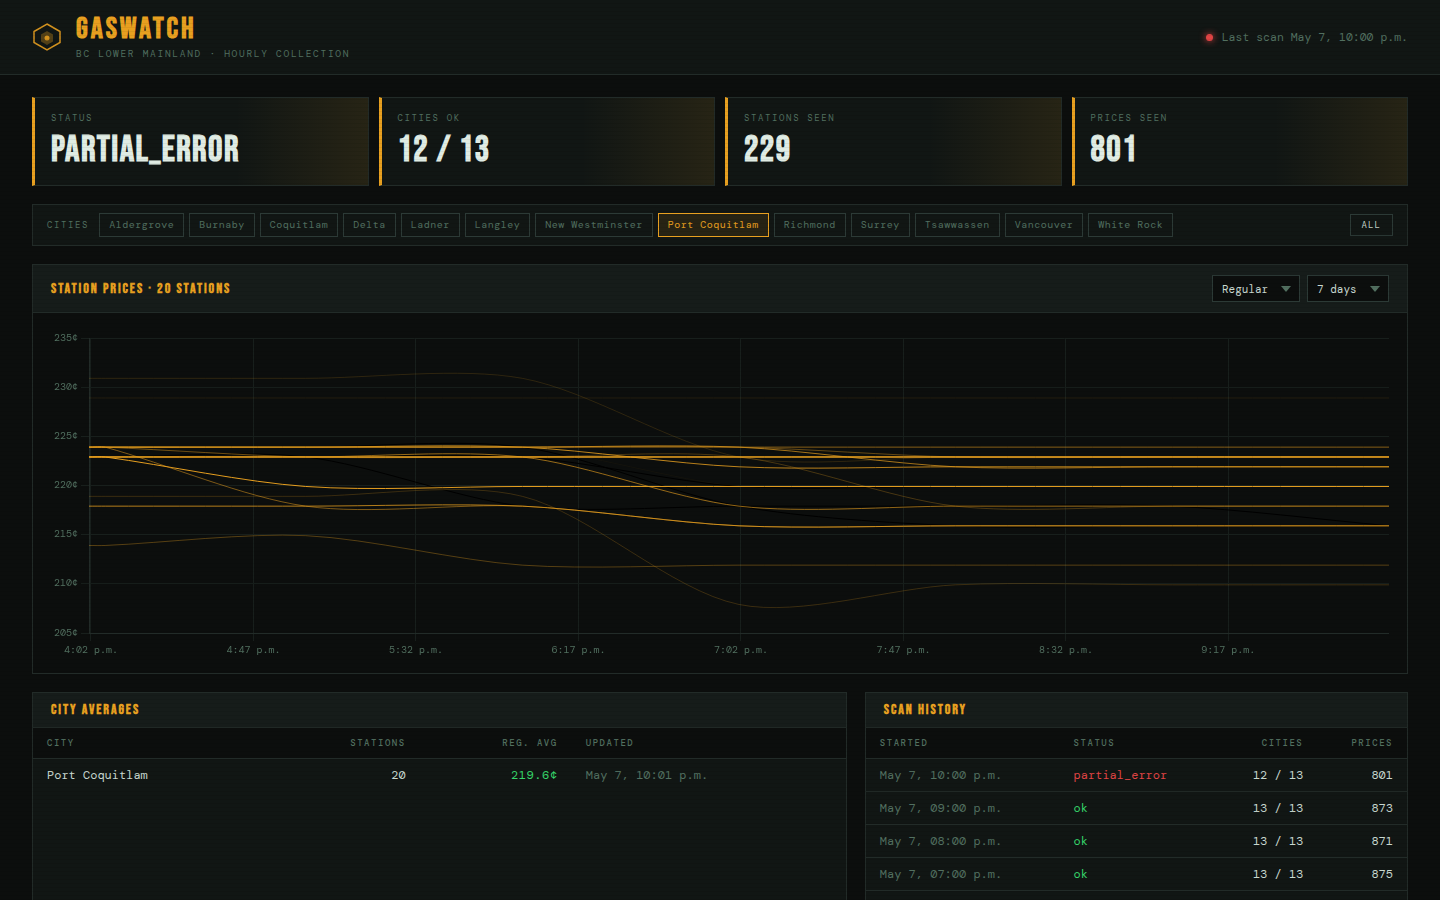 GASWATCH
BC LOWER MAINLAND · HOURLY COLLECTION
Last scan May 7, 10:00 p.m.
STATUS
PARTIAL_ERROR
CITIES OK
12 / 13
STATIONS SEEN
229
PRICES SEEN
801
CITIES Aldergrove Burnaby Coquitlam Delta Ladner Langley New Westminster Port Coquitlam Richmond Surrey Tsawwassen Vancouver White Rock ALL
STATION PRICES · 20 STATIONS
Regular 7 days
235¢
230¢
225¢
220¢
215¢
210¢
205¢
4:02 p.m. 4:47 p.m. 5:32 p.m. 6:17 p.m. 7:02 p.m. 7:47 p.m. 8:32 p.m. 9:17 p.m.
CITY AVERAGES
CITY STATIONS REG. AVG UPDATED
Port Coquitlam 20 219.6¢ May 7, 10:01 p.m.
SCAN HISTORY
STARTED STATUS CITIES PRICES
May 7, 10:00 p.m. partial_error 12 / 13 801
May 7, 09:00 p.m. ok 13 / 13 873
May 7, 08:00 p.m. ok 13 / 13 871
May 7, 07:00 p.m. ok 13 / 13 875